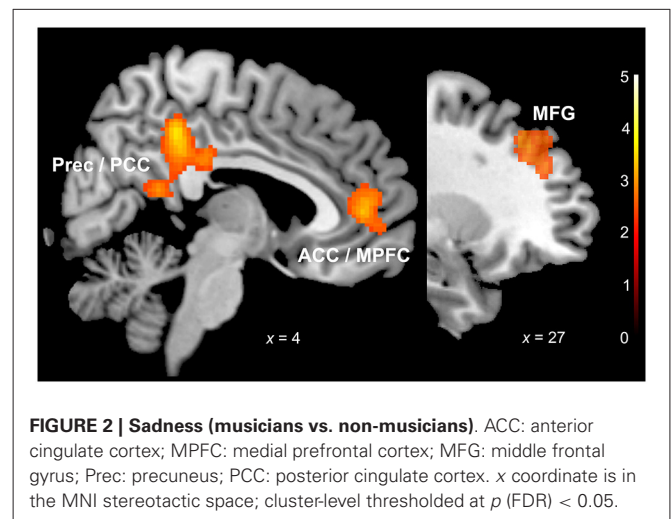 5
MFG
4
Prec / PCC
3
2
ACC / MPFC
1
x = 4
x = 27
0
FIGURE 2 | Sadness (musicians vs. non-musicians). ACC: anterior
cingulate cortex; MPFC: medial prefrontal cortex; MFG: middle frontal
gyrus; Prec: precuneus; PCC: posterior cingulate cortex. x coordinate is in
the MNI stereotactic space; cluster-level thresholded at p (FDR) < 0.05.